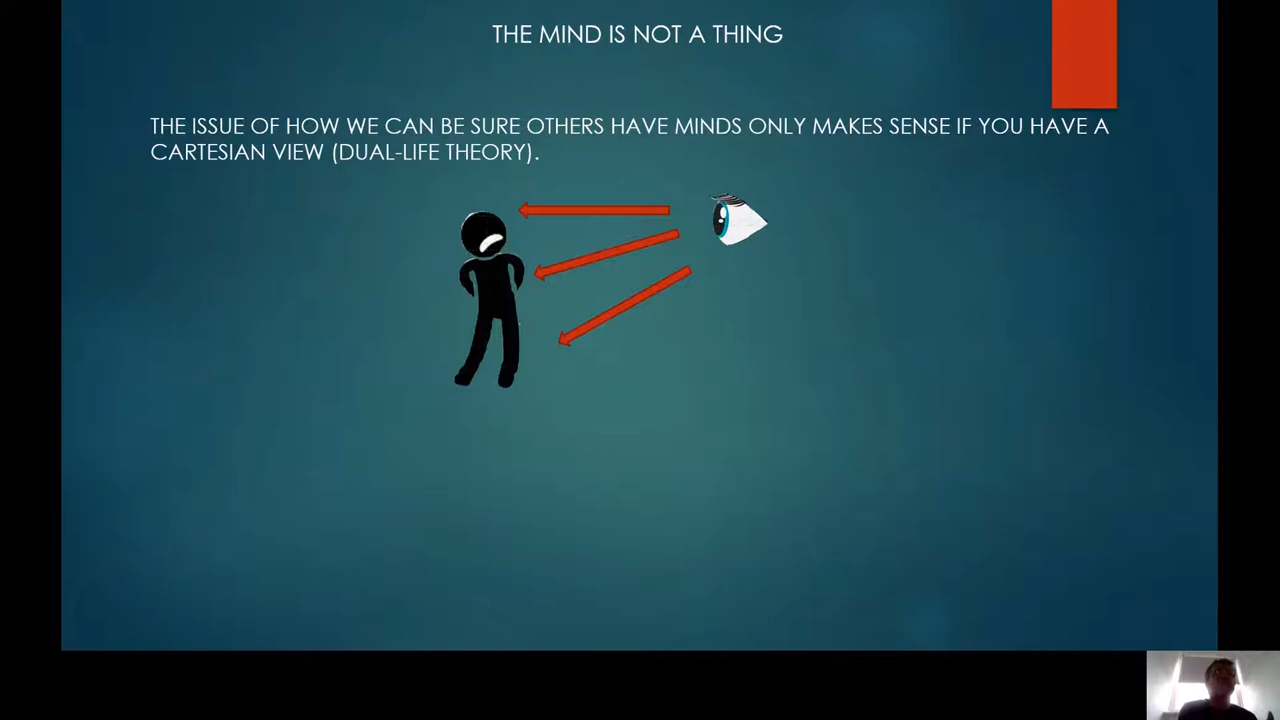 THE MIND IS NOT A THING
THE ISSUE OF HOW WE CAN BE SURE OTHERS HAVE MINDS ONLY MAKES SENSE IF YOU HAVE A
CARTESIAN VIEW (DUAL-LIFE THEORY).